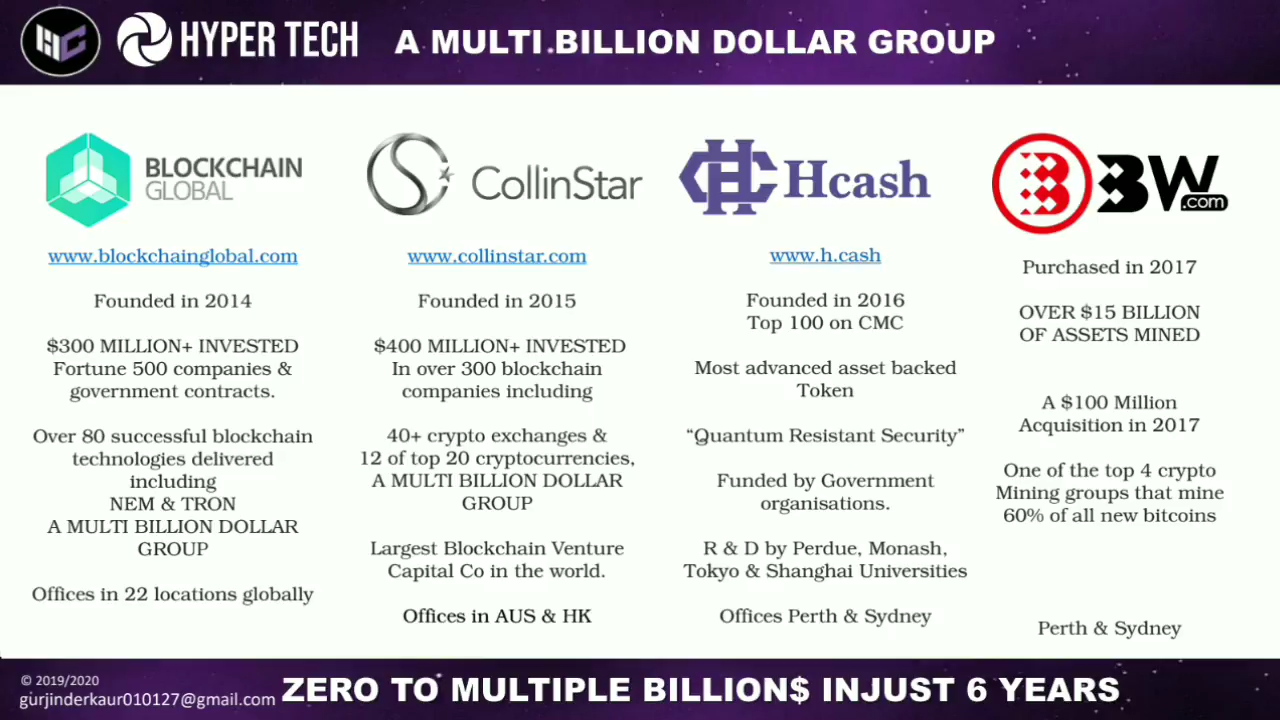 HC HYPER TECH A MULTI BILLION DOLLAR GROUP
BLOCKCHAIN
GLOBAL
www.blockchainglobal.com
Founded in 2014
$300 MILLION+ INVESTED
Fortune 500 companies &
government contracts.
Over 80 successful blockchain
technologies delivered
including
NEM & TRON
A MULTI BILLION DOLLAR
GROUP
Offices in 22 locations globally
CollinStar
www.collinstar.com
Founded in 2015
$400 MILLION+ INVESTED
In over 300 blockchain
companies including
40+ crypto exchanges &
12 of top 20 cryptocurrencies,
A MULTI BILLION DOLLAR
GROUP
Largest Blockchain Venture
Capital Co in the world.
Offices in AUS & HK
Hcash
www.h.cash
Founded in 2016
Top 100 on CMC
Most advanced asset backed
Token
“Quantum Resistant Security”
Funded by Government
organisations.
R & D by Perdue, Monash,
Tokyo & Shanghai Universities
Offices Perth & Sydney
BW.com
Purchased in 2017
OVER $15 BILLION
OF ASSETS MINED
A $100 Million
Acquisition in 2017
One of the top 4 crypto
Mining groups that mine
60% of all new bitcoins
Perth & Sydney
© 2019/2020
gurjinderkaur010127@gmail.com
ZERO TO MULTIPLE BILLION$ INJUST 6 YEARS